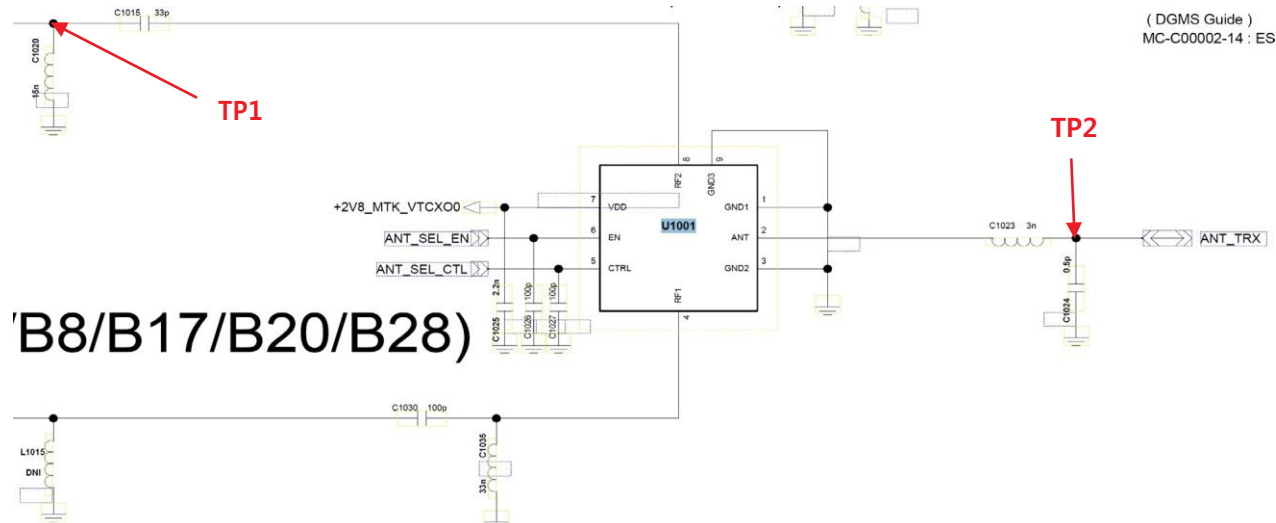 C1015 33p
( DGMS Guide )
MC-C00002-14 : ES
C1020
15n
TP1
TP2
8
9
RF2
GND3
+2V8_MTK_VTCXO0
7
VDD
GND1
1
U1001
ANT_SEL_EN
6
EN
ANT
2
C1023 3n
ANT_TRX
ANT_SEL_CTL
5
CTRL
GND2
3
0.5p
C1024
2.2n
100p
100p
RF1
4
C1025
C1026
C1027
/B8/B17/B20/B28)
C1030 100p
L1015
DNI
C1035
33n